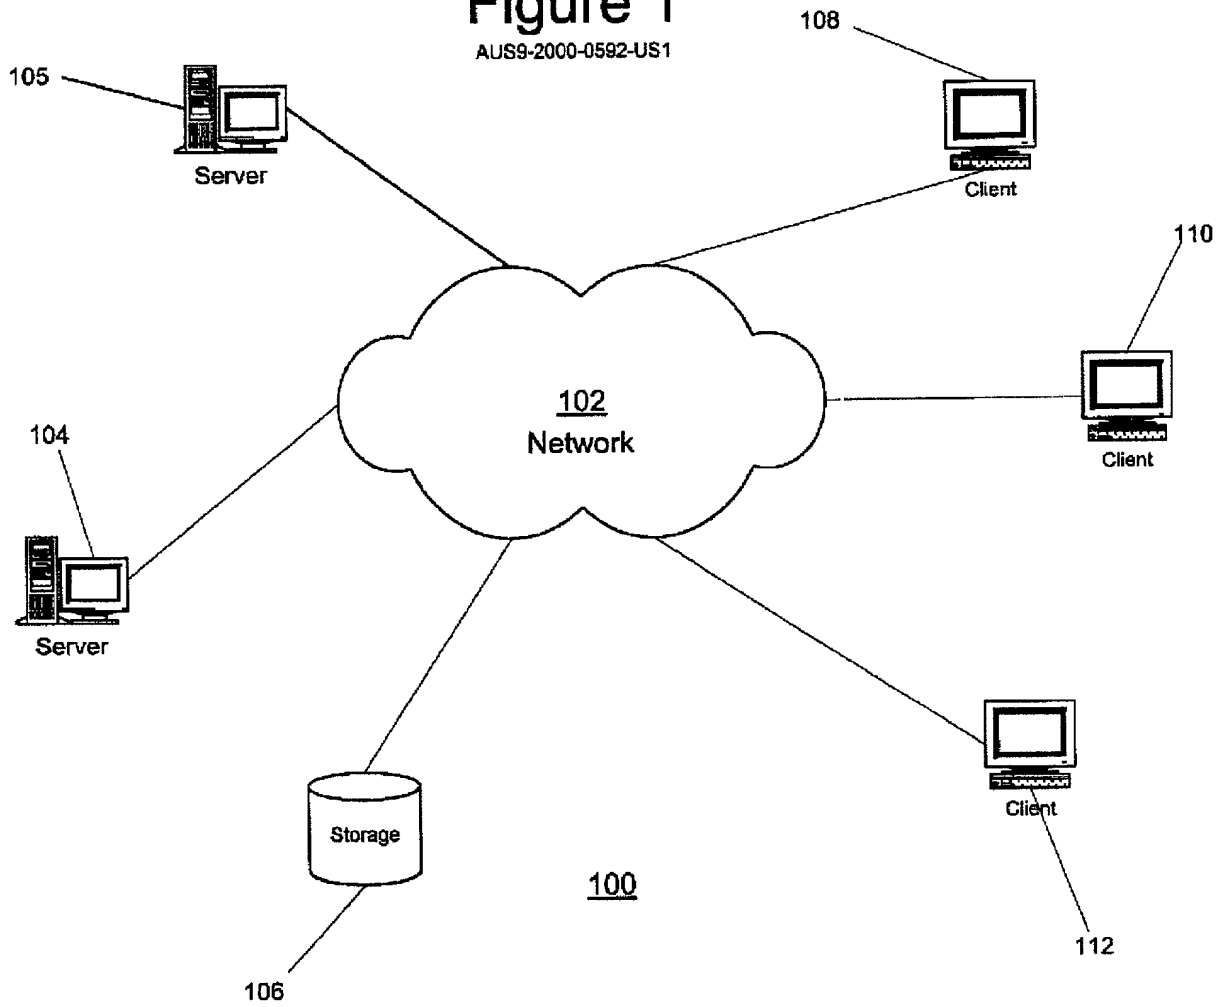 Figure 1
AUS9-2000-0592-US1
108
105
Server
Client
110
102
Network
Client
104
Server
Client
Storage
100
112
106